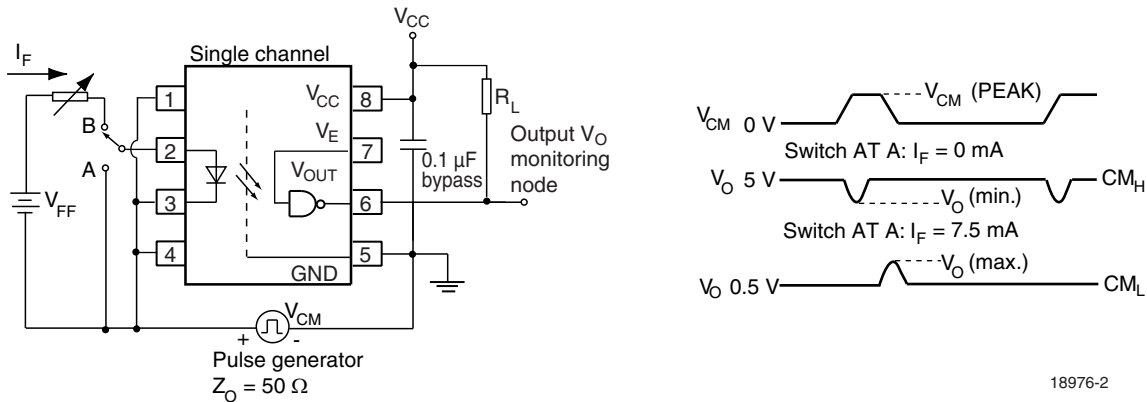 V_CC
Single channel
I_F
1
V_CC
8
R_L
V_E
B
2
7
Output V_O
monitoring
node
A
0.1 µF
bypass
V_OUT
V_FF
3
6
4
GND
5
V_CM
+
-
Pulse generator
Z_O = 50 Ω
V_CM (PEAK)
V_CM 0 V
Switch AT A: I_F = 0 mA
V_O 5 V
CM_H
V_O (min.)
Switch AT A: I_F = 7.5 mA
V_O (max.)
V_O 0.5 V
CM_L
18976-2